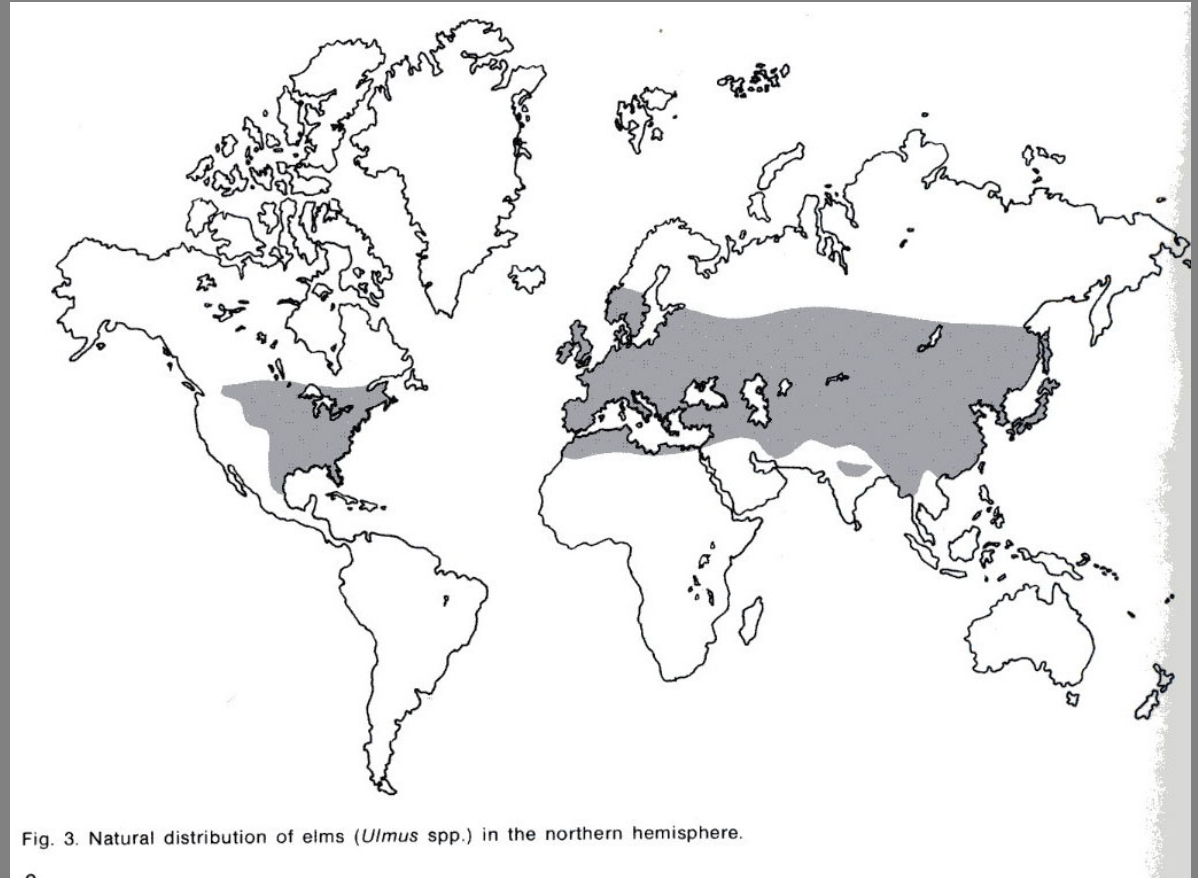 Fig. 3. Natural distribution of elms (Ulmus spp.) in the northern hemisphere.